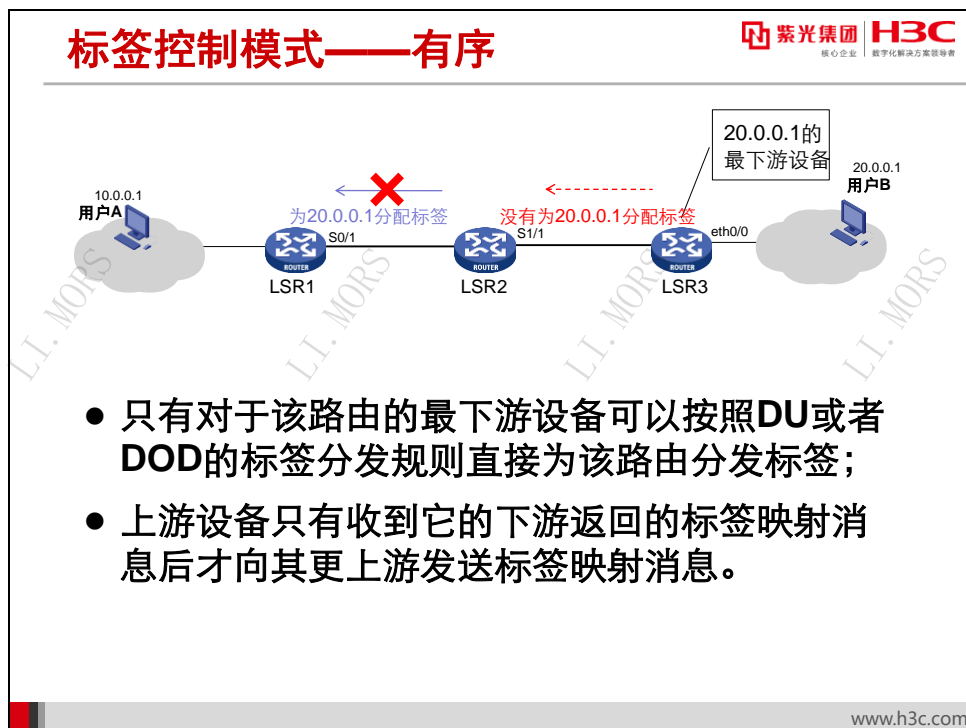 标签控制模式——有序
紫光集团
核心企业
H3C
数字化解决方案领导者
20.0.0.1的
最下游设备
10.0.0.1
用户A
为20.0.0.1分配标签
没有为20.0.0.1分配标签
20.0.0.1
用户B
S0/1
S1/1
eth0/0
ROUTER
ROUTER
ROUTER
LSR1
LSR2
LSR3
LI.MORS
LI.MORS
LI.MORS
LI.MORS
● 只有对于该路由的最下游设备可以按照DU或者
DOD的标签分发规则直接为该路由分发标签；
● 上游设备只有收到它的下游返回的标签映射消
息后才向其更上游发送标签映射消息。
www.h3c.com